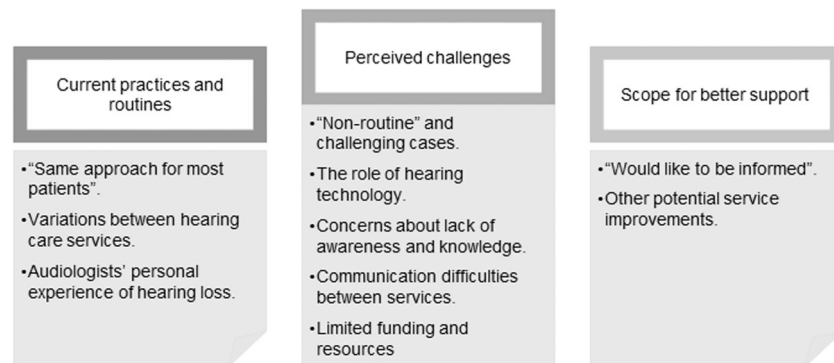 Current practices and
routines
•“Same approach for most
patients”.
•Variations between hearing
care services.
•Audiologists’ personal
experience of hearing loss.
Perceived challenges
•“Non-routine” and
challenging cases.
•The role of hearing
technology.
•Concerns about lack of
awareness and knowledge.
•Communication difficulties
between services.
•Limited funding and
resources
Scope for better support
•“Would like to be informed”.
•Other potential service
improvements.